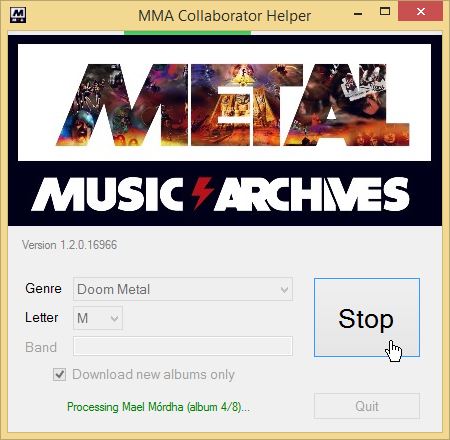 MMA Collaborator Helper
METAL
MUSIC ARCHIVES
Version 1.2.0.16966
Genre Doom Metal
Letter M
Stop
Band
Download new albums only
Processing Mael Mórdha (album 4/8)...
Quit